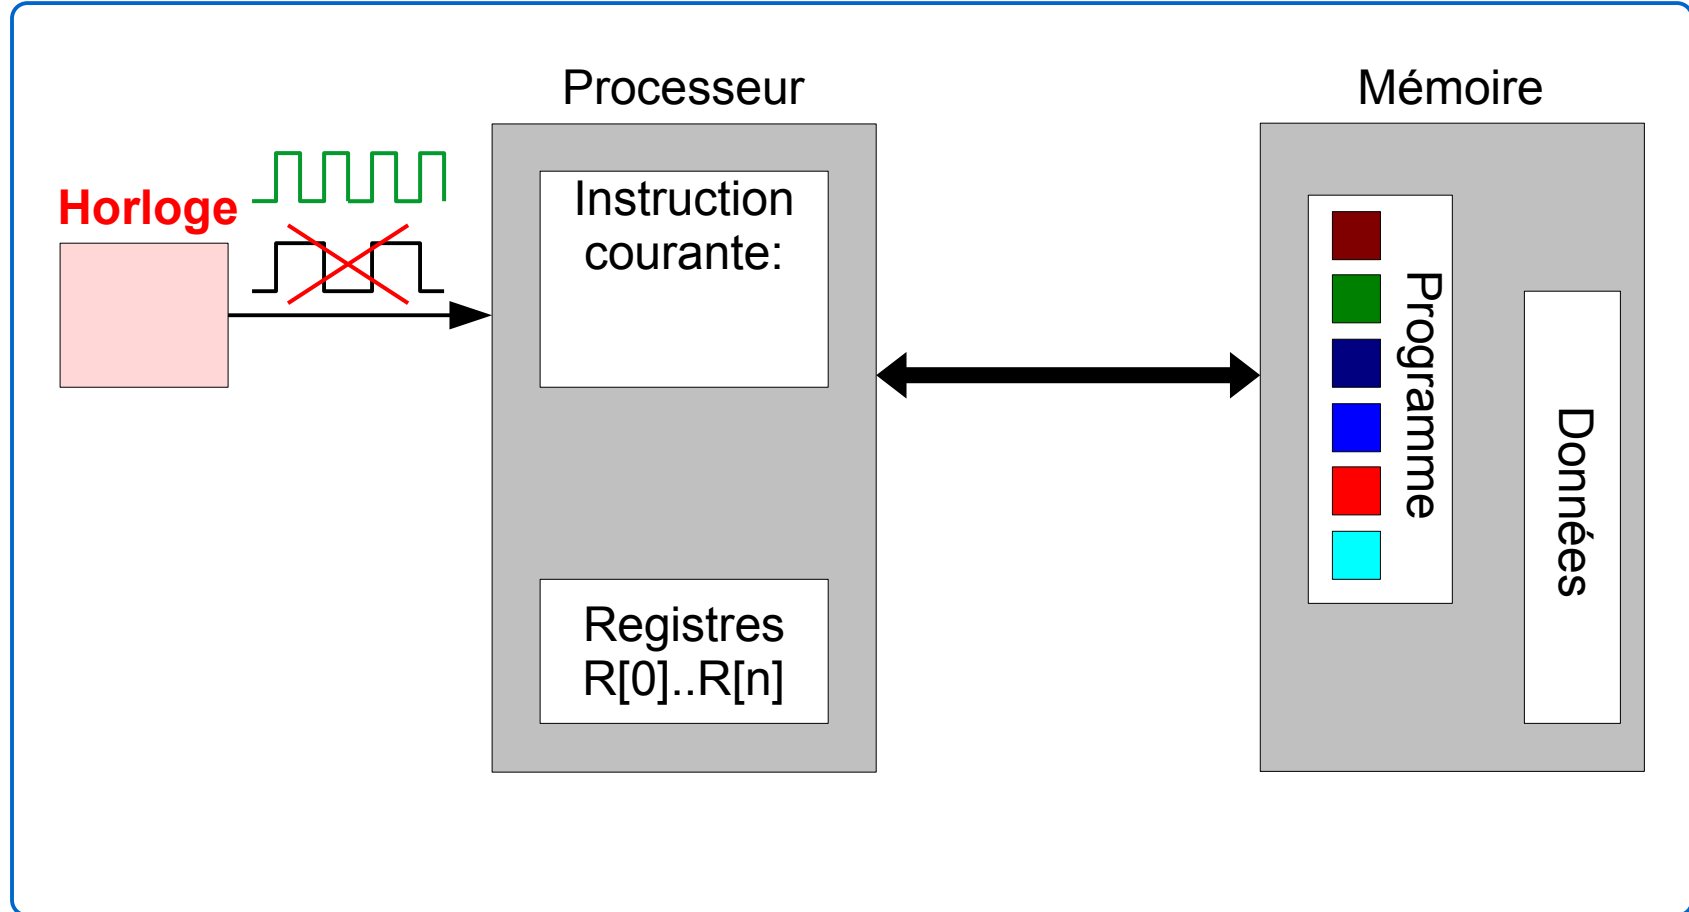 Processeur
Mémoire
Horloge
Instruction
courante:
Programme
Données
Registres
R[0]..R[n]